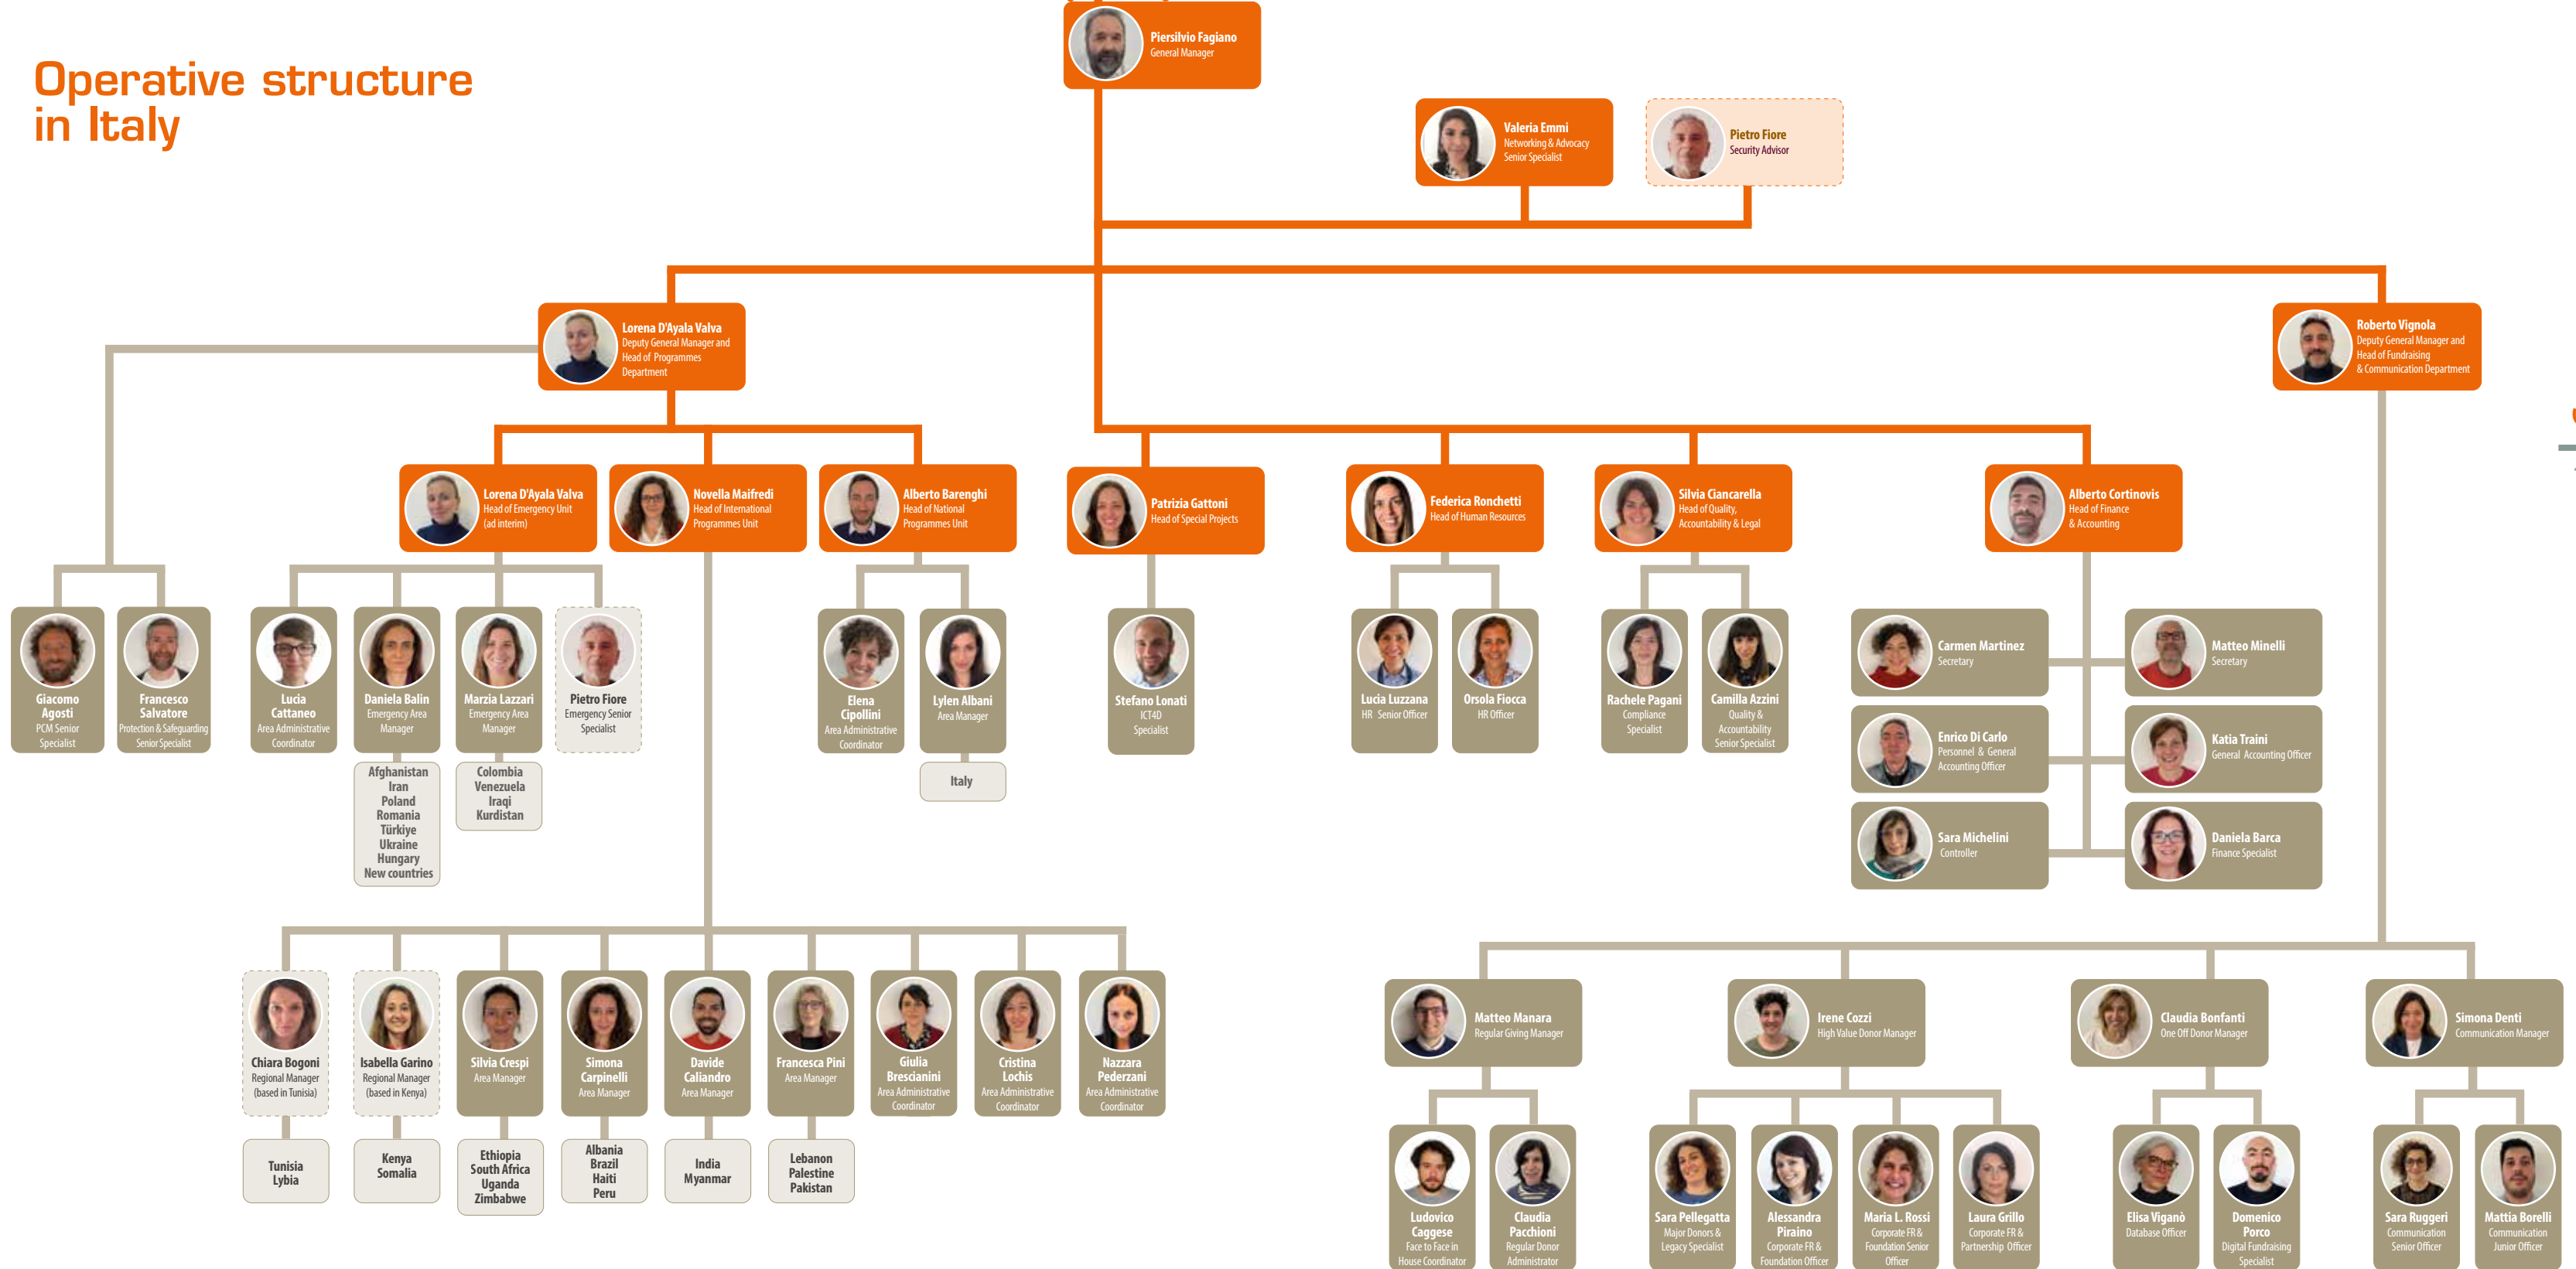 Operative structure
in Italy
Piersilvio Fagiano
General Manager
Valeria Emmi
Networking & Advocacy
Senior Specialist
Pietro Fiore
Security Advisor
Lorena D'Ayala Valva
Deputy General Manager and
Head of Programmes
Department
Roberto Vignola
Deputy General Manager and
Head of Fundraising
& Communication Department
Lorena D'Ayala Valva
Head of Emergency Unit
(ad interim)
Novella Maifredi
Head of International
Programmes Unit
Alberto Barenghi
Head of National
Programmes Unit
Patrizia Gattoni
Head of Special Projects
Federica Ronchetti
Head of Human Resources
Silvia Ciancarella
Head of Quality,
Accountability & Legal
Alberto Cortinovis
Head of Finance
& Accounting
Giacomo
Agosti
PCM Senior
Specialist
Francesco
Salvatore
Protection & Safeguarding
Senior Specialist
Lucia
Cattaneo
Area Administrative
Coordinator
Daniela Balin
Emergency Area
Manager
Marzia Lazzari
Emergency Area
Manager
Pietro Fiore
Emergency Senior
Specialist
Elena
Cipollini
Area Administrative
Coordinator
Lylen Albani
Area Manager
Stefano Lonati
ICT4D
Specialist
Lucia Luzzana
HR Senior Officer
Orsola Fiocca
HR Officer
Rachele Pagani
Compliance
Specialist
Camilla Azzini
Quality &
Accountability
Senior Specialist
Carmen Martinez
Secretary
Matteo Minelli
Secretary
Enrico Di Carlo
Personnel & General
Accounting Officer
Katia Traini
General Accounting Officer
Sara Michelini
Controller
Daniela Barca
Finance Specialist
Afghanistan
Iran
Poland
Romania
Türkiye
Ukraine
Hungary
New countries
Colombia
Venezuela
Iraqi
Kurdistan
Italy
Chiara Bogoni
Regional Manager
(based in Tunisia)
Isabella Garino
Regional Manager
(based in Kenya)
Silvia Crespi
Area Manager
Simona
Carpinelli
Area Manager
Davide
Caliandro
Area Manager
Francesca Pini
Area Manager
Giulia
Brescianini
Area Administrative
Coordinator
Cristina
Lochis
Area Administrative
Coordinator
Nazzara
Pederzani
Area Administrative
Coordinator
Tunisia
Lybia
Kenya
Somalia
Ethiopia
South Africa
Uganda
Zimbabwe
Albania
Brazil
Haiti
Peru
India
Myanmar
Lebanon
Palestine
Pakistan
Matteo Manara
Regular Giving Manager
Irene Cozzi
High Value Donor Manager
Claudia Bonfanti
One Off Donor Manager
Simona Denti
Communication Manager
Ludovico
Caggese
Face to Face in
House Coordinator
Claudia
Pacchioni
Regular Donor
Administrator
Sara Pellegatta
Major Donors &
Legacy Specialist
Alessandra
Piraino
Corporate FR &
Foundation Officer
Maria L. Rossi
Corporate FR &
Foundation Senior
Officer
Laura Grillo
Corporate FR &
Partnership Officer
Elisa Viganò
Database Officer
Domenico
Porco
Digital Fundraising
Specialist
Sara Ruggeri
Communication
Senior Officer
Mattia Borelli
Communication
Junior Officer